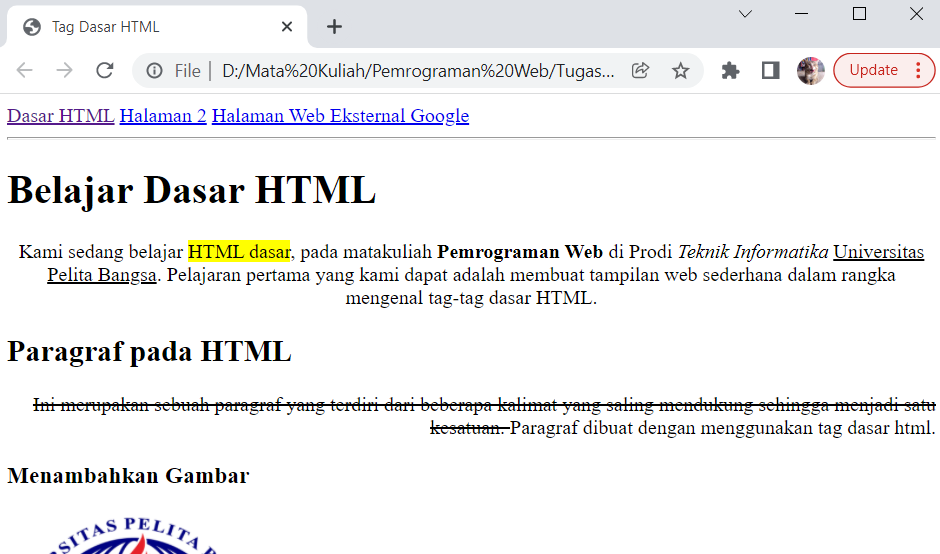 Tag Dasar HTML
File | D:/Mata%20Kuliah/Pemrograman%20Web/Tugas... Update
Dasar HTML Halaman 2 Halaman Web Eksternal Google
Belajar Dasar HTML
Kami sedang belajar HTML dasar, pada matakuliah Pemrograman Web di Prodi Teknik Informatika Universitas
Pelita Bangsa. Pelajaran pertama yang kami dapat adalah membuat tampilan web sederhana dalam rangka
mengenal tag-tag dasar HTML.
Paragraf pada HTML
Ini merupakan sebuah paragraf yang terdiri dari beberapa kalimat yang saling mendukung sehingga menjadi satu
kesatuan. Paragraf dibuat dengan menggunakan tag dasar html.
Menambahkan Gambar
SITAS PELITA